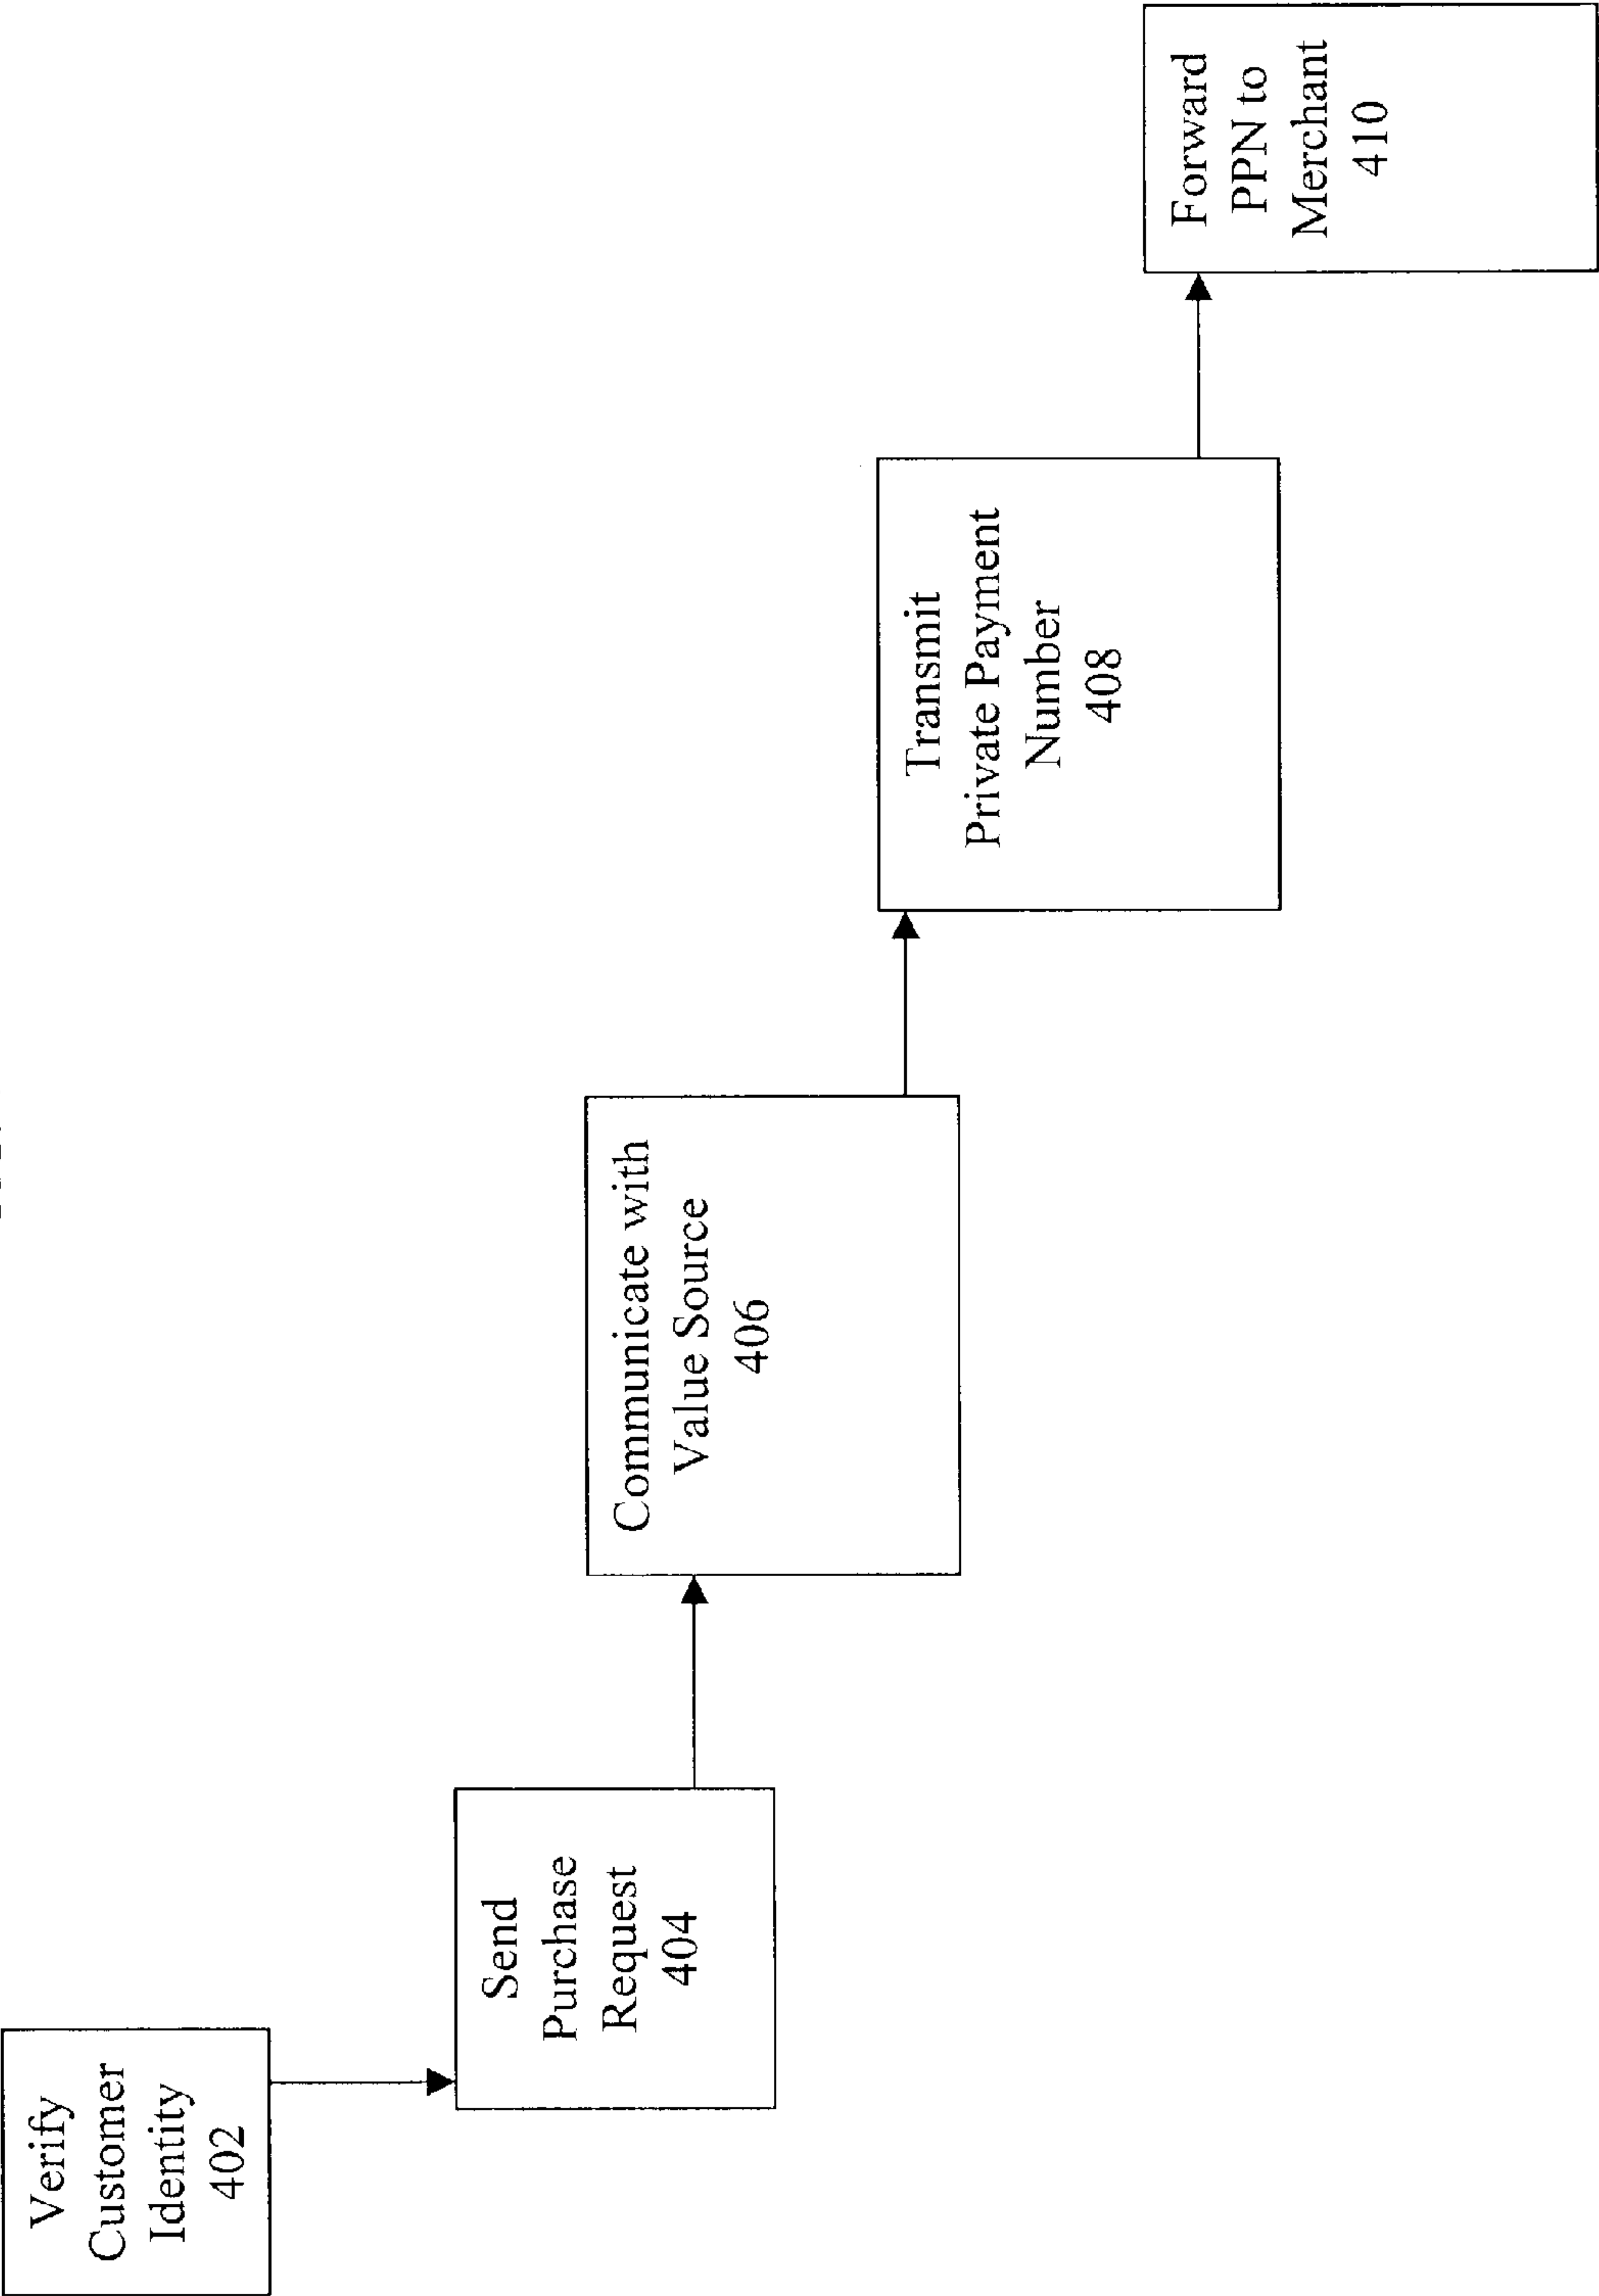 Verify
Customer
Identity
402
Send
Purchase
Request
404
Communicate with
Value Source
406
Transmit
Private Payment
Number
408
Forward
PPN to
Merchant
410